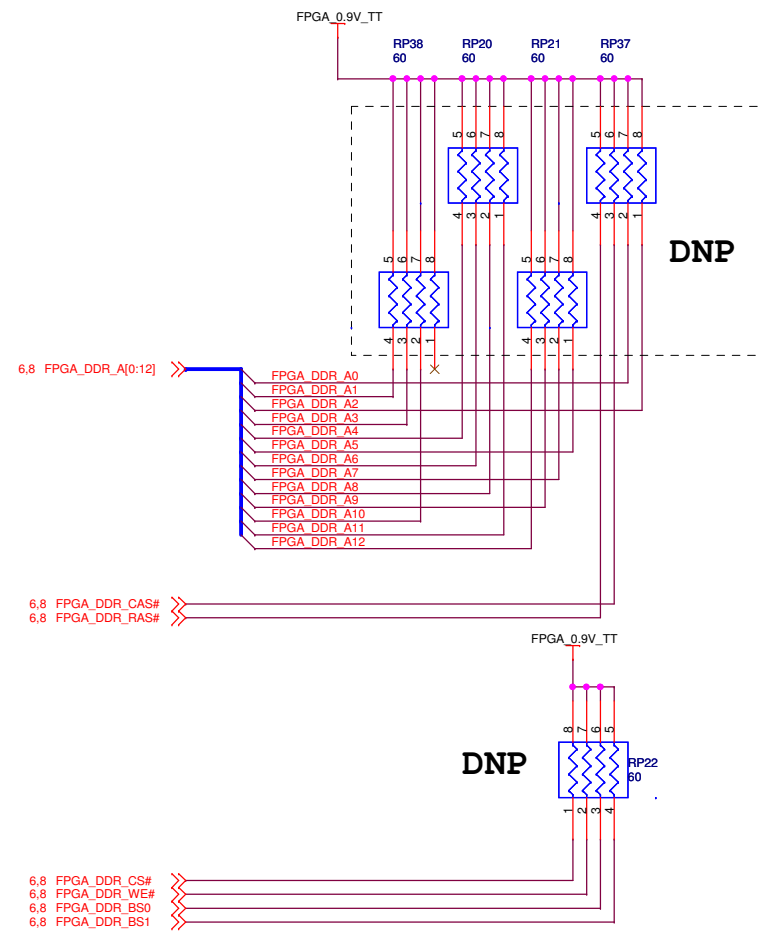 FPGA_0.9V_TT
RP38 RP20 RP21 RP37
60 60 60 60
5 6 7 8 5 6 7 8
4 3 2 1 4 3 2 1
DNP
5 6 7 8 5 6 7 8
4 3 2 1 4 3 2 1
6,8 FPGA_DDR_A[0:12]
FPGA_DDR_A0
FPGA_DDR_A1
FPGA_DDR_A2
FPGA_DDR_A3
FPGA_DDR_A4
FPGA_DDR_A5
FPGA_DDR_A6
FPGA_DDR_A7
FPGA_DDR_A8
FPGA_DDR_A9
FPGA_DDR_A10
FPGA_DDR_A11
FPGA_DDR_A12
6,8 FPGA_DDR_CAS#
6,8 FPGA_DDR_RAS#
FPGA_0.9V_TT
8 7 6 5
DNP
RP22
60
1 2 3 4
6,8 FPGA_DDR_CS#
6,8 FPGA_DDR_WE#
6,8 FPGA_DDR_BS0
6,8 FPGA_DDR_BS1